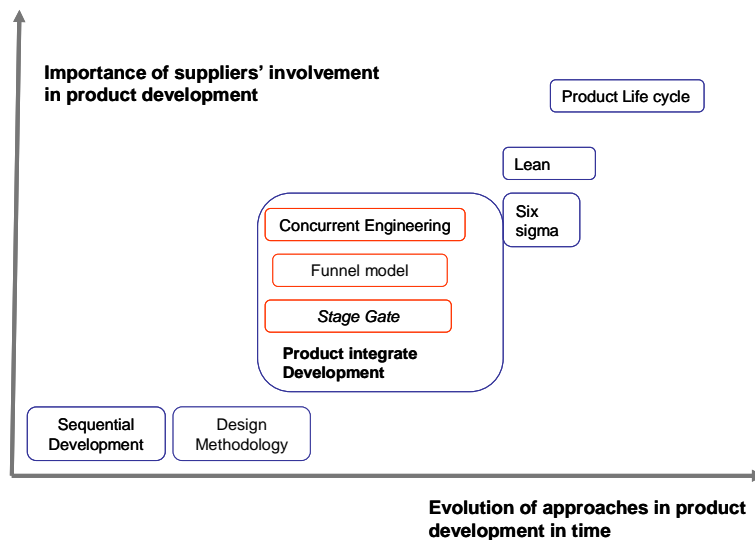 Importance of suppliers’ involvement
in product development
Product Life cycle
Lean
Six
sigma
Concurrent Engineering
Funnel model
Stage Gate
Product integrate
Development
Sequential
Development
Design
Methodology
Evolution of approaches in product
development in time